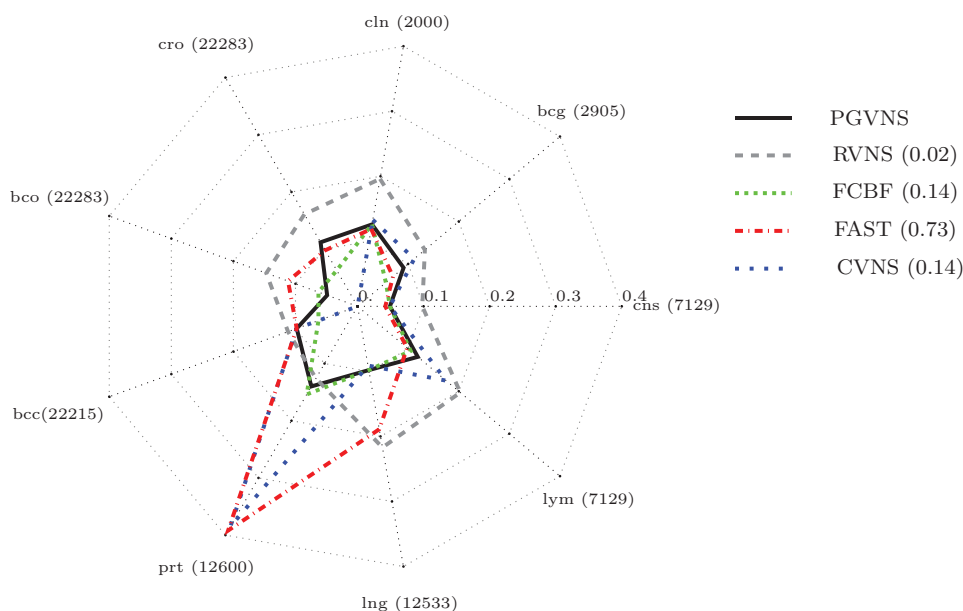 cln (2000)
cro (22283)
bcg (2905)
PGVNS
RVNS (0.02)
FCBF (0.14)
FAST (0.73)
CVNS (0.14)
bco (22283)
0. 0.1 0.2 0.3 0.4
cns (7129)
bcc(22215)
lym (7129)
prt (12600)
lng (12533)